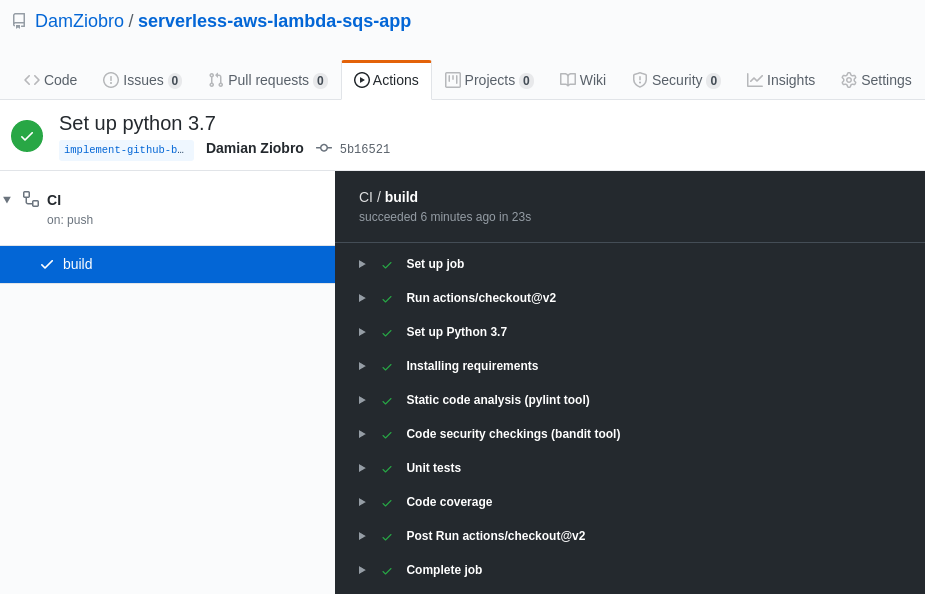 DamZiobro / serverless-aws-lambda-sqs-app
Code Issues 0 Pull requests 0 Actions Projects 0 Wiki Security 0 Insights Settings
Set up python 3.7
implement-github-b… Damian Ziobro 5b16521
CI
on: push
build
CI / build
succeeded 6 minutes ago in 23s
Set up job
Run actions/checkout@v2
Set up Python 3.7
Installing requirements
Static code analysis (pylint tool)
Code security checkings (bandit tool)
Unit tests
Code coverage
Post Run actions/checkout@v2
Complete job